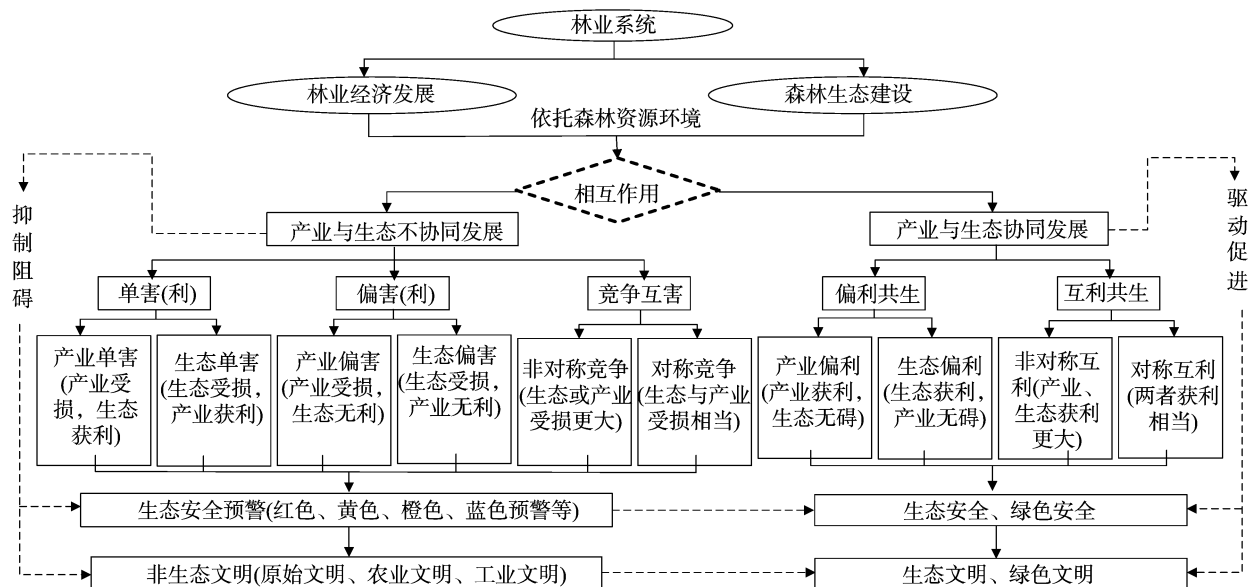 林业系统
林业经济发展
森林生态建设
依托森林资源环境
相互作用
抑制阻碍
驱动促进
产业与生态不协同发展
产业与生态协同发展
单害(利)
偏害(利)
竞争互害
偏利共生
互利共生
产业单害
(产业受
损，生态
获利)
生态单害
(生态受损，
产业获利)
产业偏害
(产业受损，
生态无利)
生态偏害
(生态受损，
产业无利)
非对称竞争
(生态或产业
受损更大)
对称竞争
(生态与产业
受损相当)
产业偏利
(产业获利，
生态无碍)
生态偏利
(生态获利，
产业无碍)
非对称互
利(产业、
生态获利
更大)
对称互利
(两者获利
相当)
生态安全预警(红色、黄色、橙色、蓝色预警等)
生态安全、绿色安全
非生态文明(原始文明、农业文明、工业文明)
生态文明、绿色文明